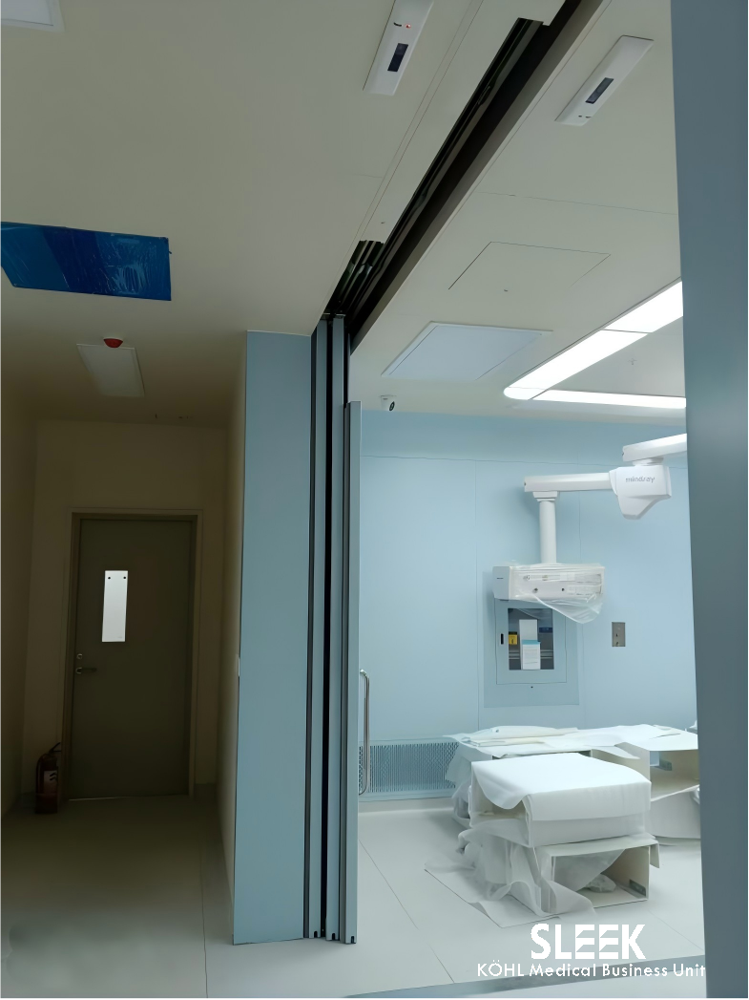 mindray
SLEEK
KÖHL Medical Business Unit